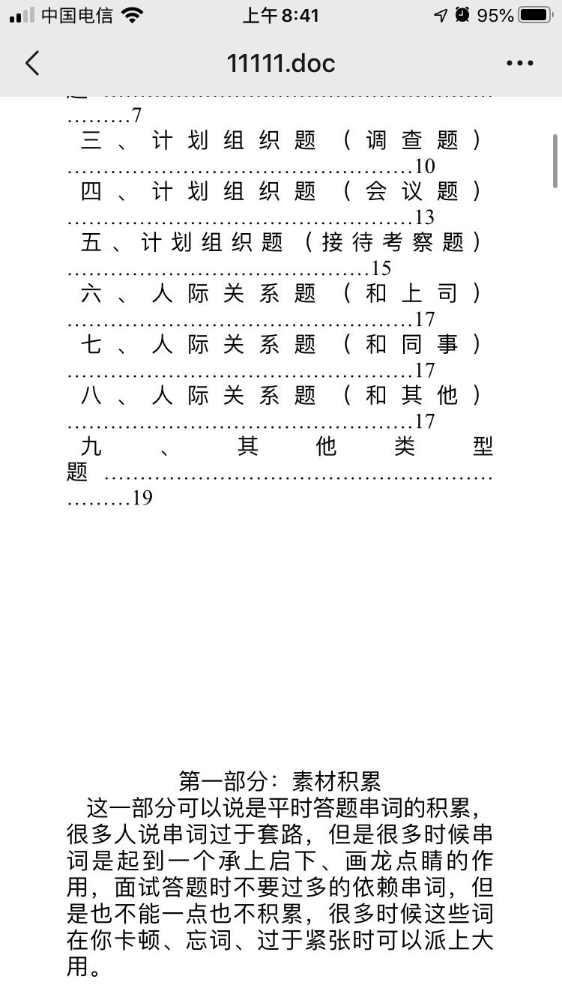 中国电信 上午8:41 95%
11111.doc
.........7
三、计划组织题（调查题）
................................................10
四、计划组织题（会议题）
................................................13
五、计划组织题（接待考察题）
..........................................15
六、人际关系题（和上司）
................................................17
七、人际关系题（和同事）
................................................17
八、人际关系题（和其他）
................................................17
九、其他类型
题......................................................
.........19
第一部分：素材积累
这一部分可以说是平时答题串词的积累，
很多人说串词过于套路，但是很多时候串
词是起到一个承上启下、画龙点睛的作
用，面试答题时不要过多的依赖串词，但
是也不能一点也不积累，很多时候这些词
在你卡顿、忘词、过于紧张时可以派上大
用。